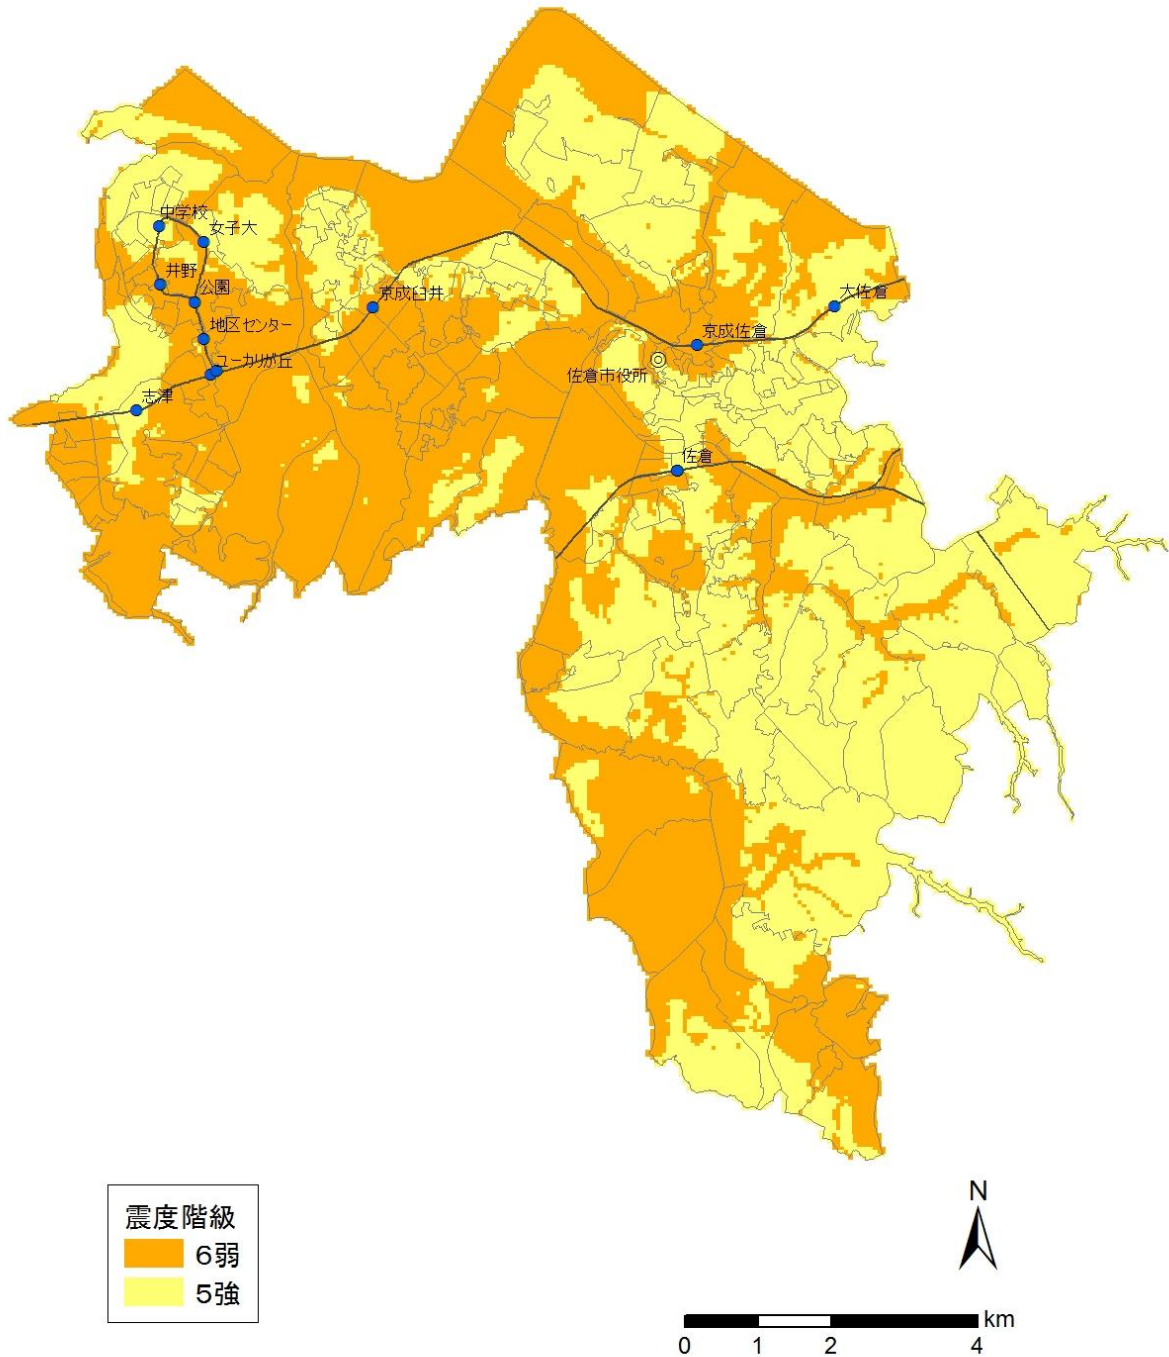 中学校
女子大
井野
公園
京成臼井
大佐倉
地区センター
京成佐倉
ユーカリが丘
佐倉市役所
志津
佐倉
震度階級
6弱
5強
N
km
0 1 2 4